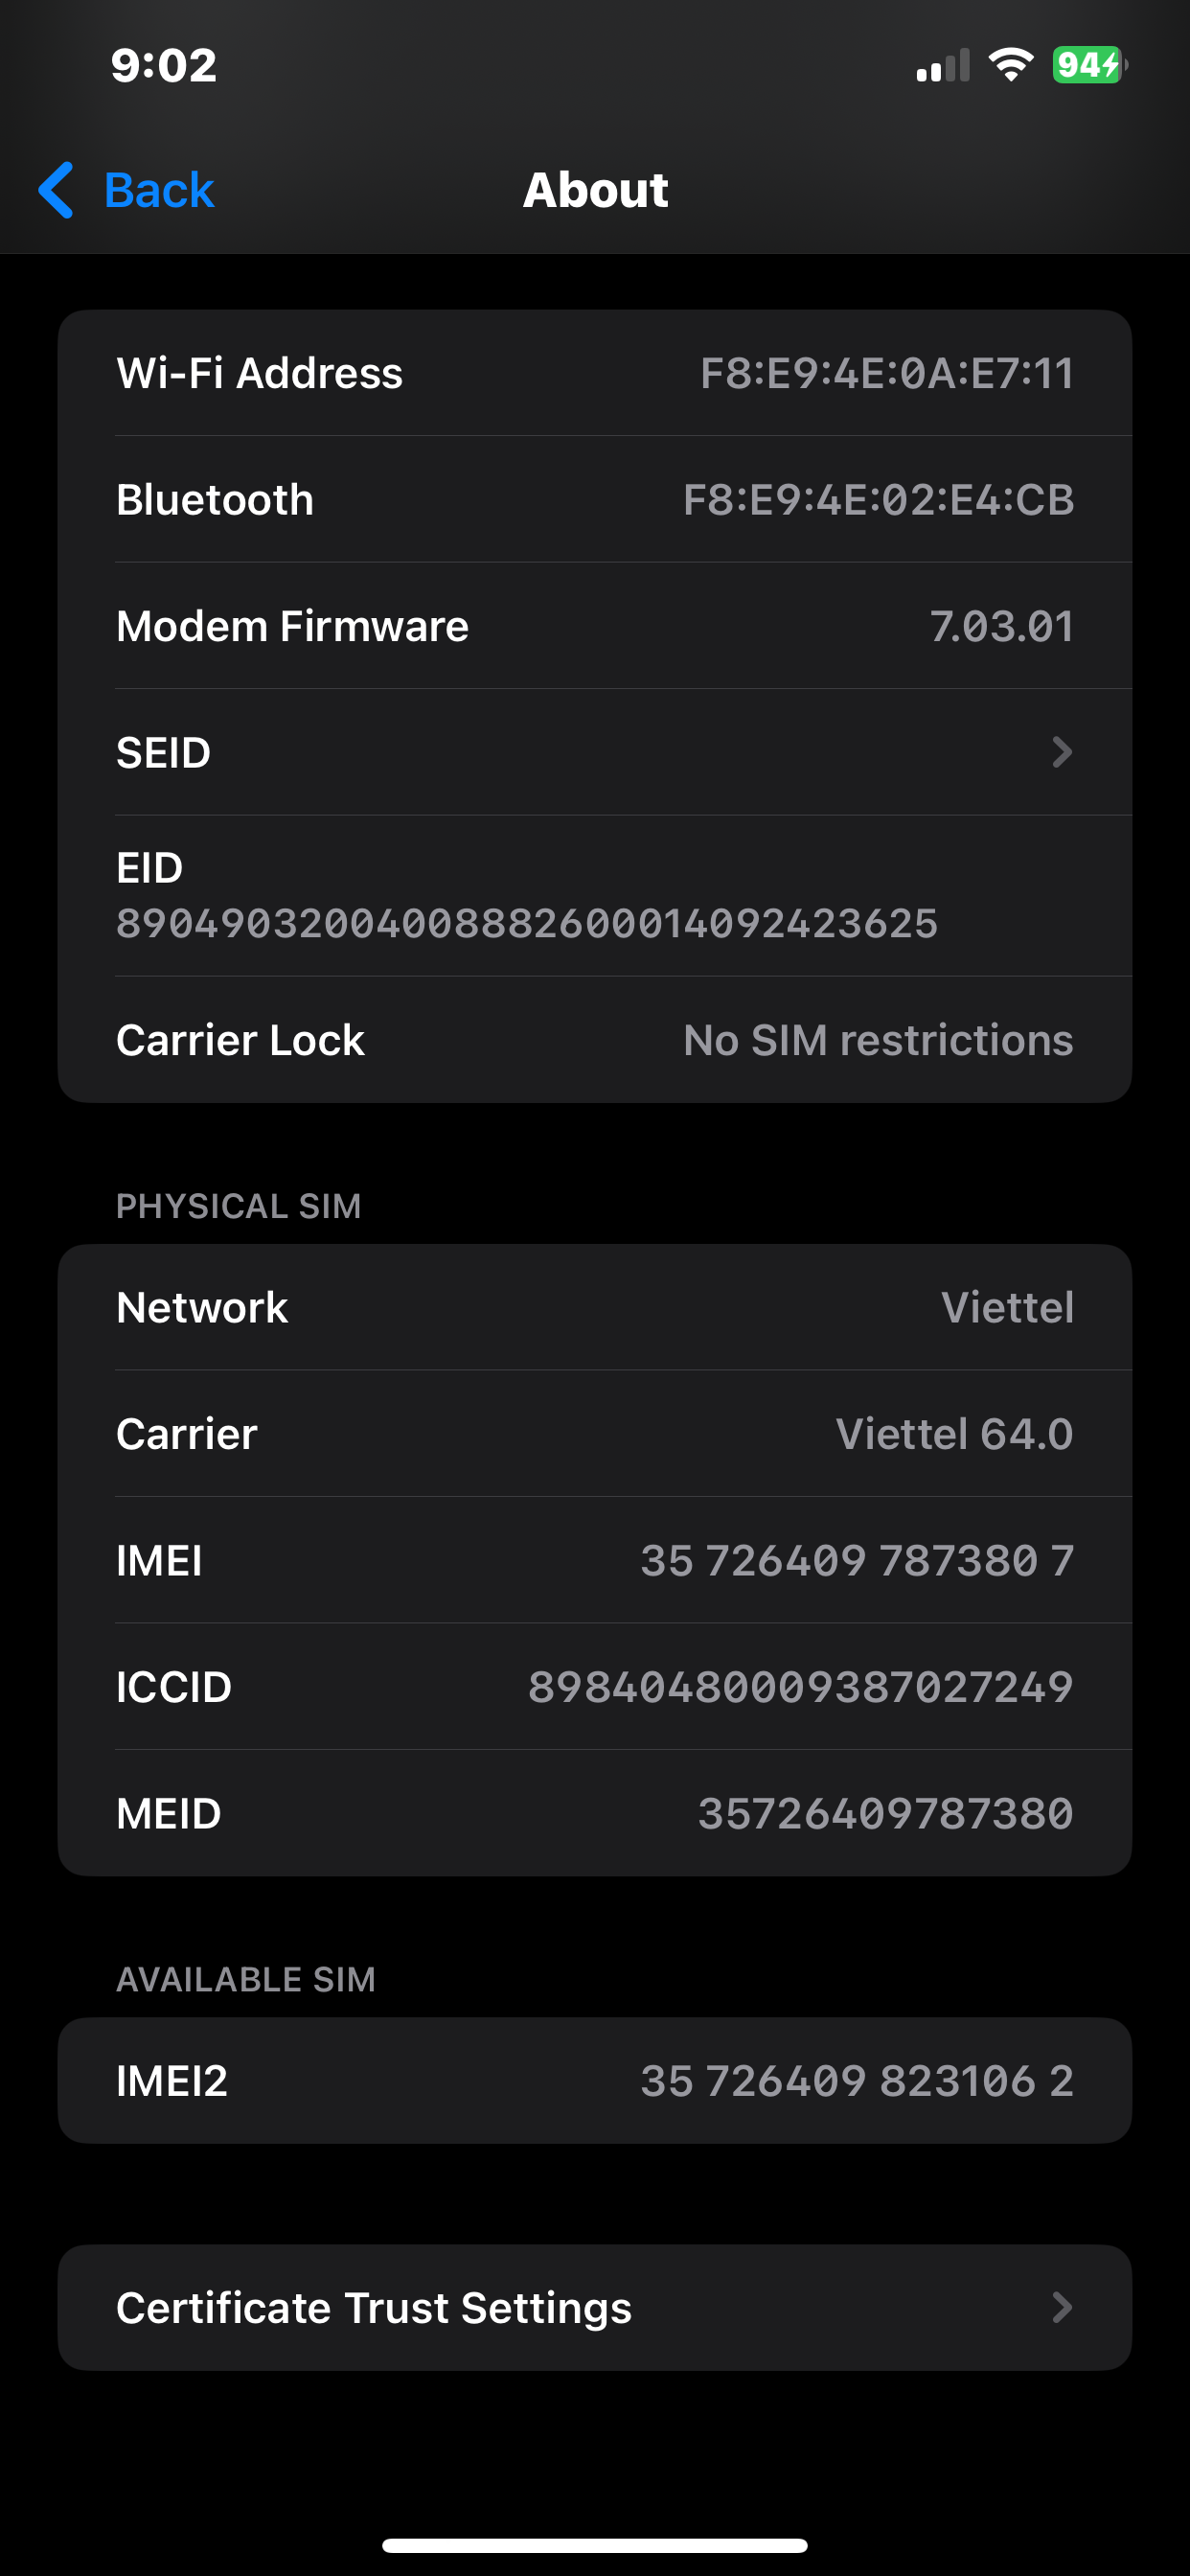 9:02
94
Back
About
Wi-Fi Address F8:E9:4E:0A:E7:11
Bluetooth F8:E9:4E:02:E4:CB
Modem Firmware 7.03.01
SEID
EID
89049032004008882600014092423625
Carrier Lock No SIM restrictions
PHYSICAL SIM
Network Viettel
Carrier Viettel 64.0
IMEI 35 726409 787380 7
ICCID 89840480009387027249
MEID 35726409787380
AVAILABLE SIM
IMEI2 35 726409 823106 2
Certificate Trust Settings